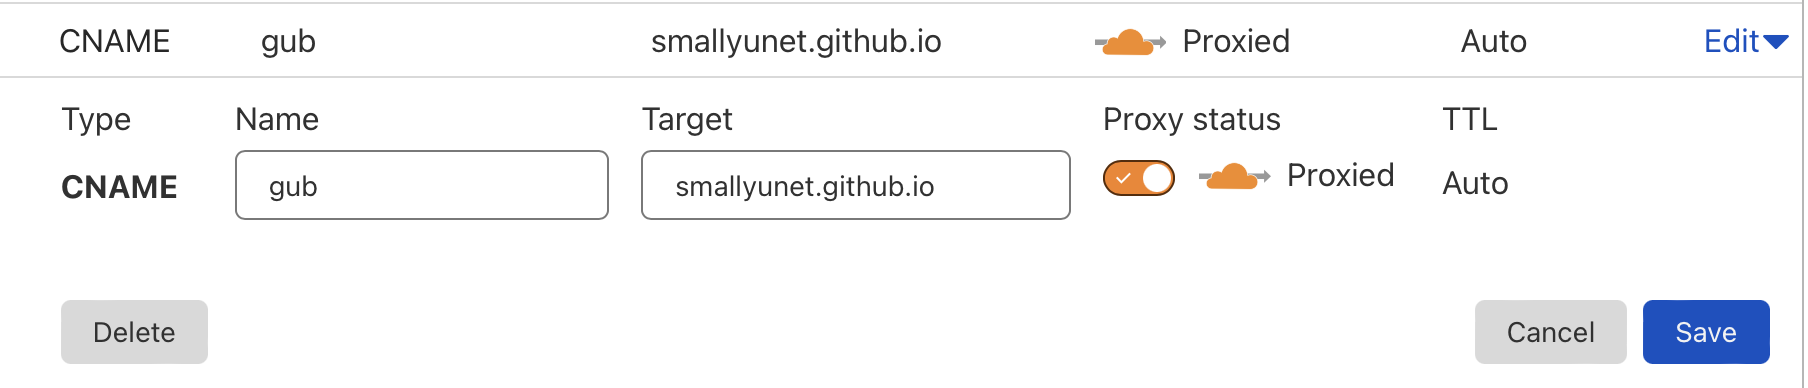 CNAME gub smallyunet.github.io Proxied Auto Edit
Type Name Target Proxy status TTL
CNAME gub smallyunet.github.io Proxied Auto
Delete Cancel Save